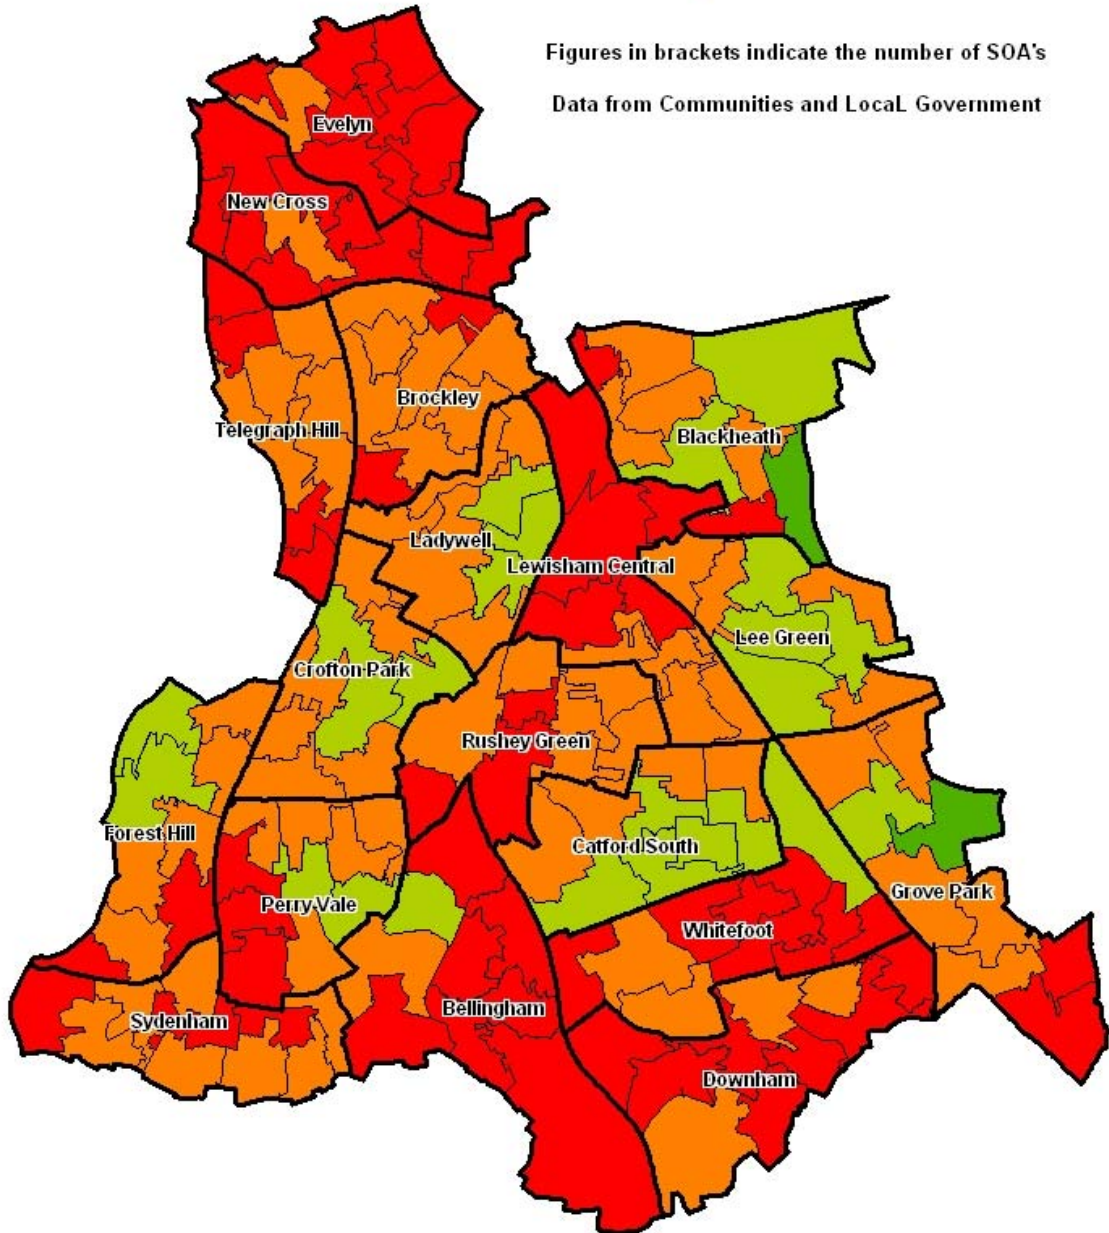 Figures in brackets indicate the number of SOA's
Data from Communities and LocaL Government
Evelyn
New Cross
Brockley
Telegraph Hill
Blackheath
Ladywell
Lewisham Central
Lee Green
Crofton Park
Rushey Green
Forest Hill
Catford South
Perry Vale
Grove Park
Whitefoot
Bellingham
Sydenham
Downham